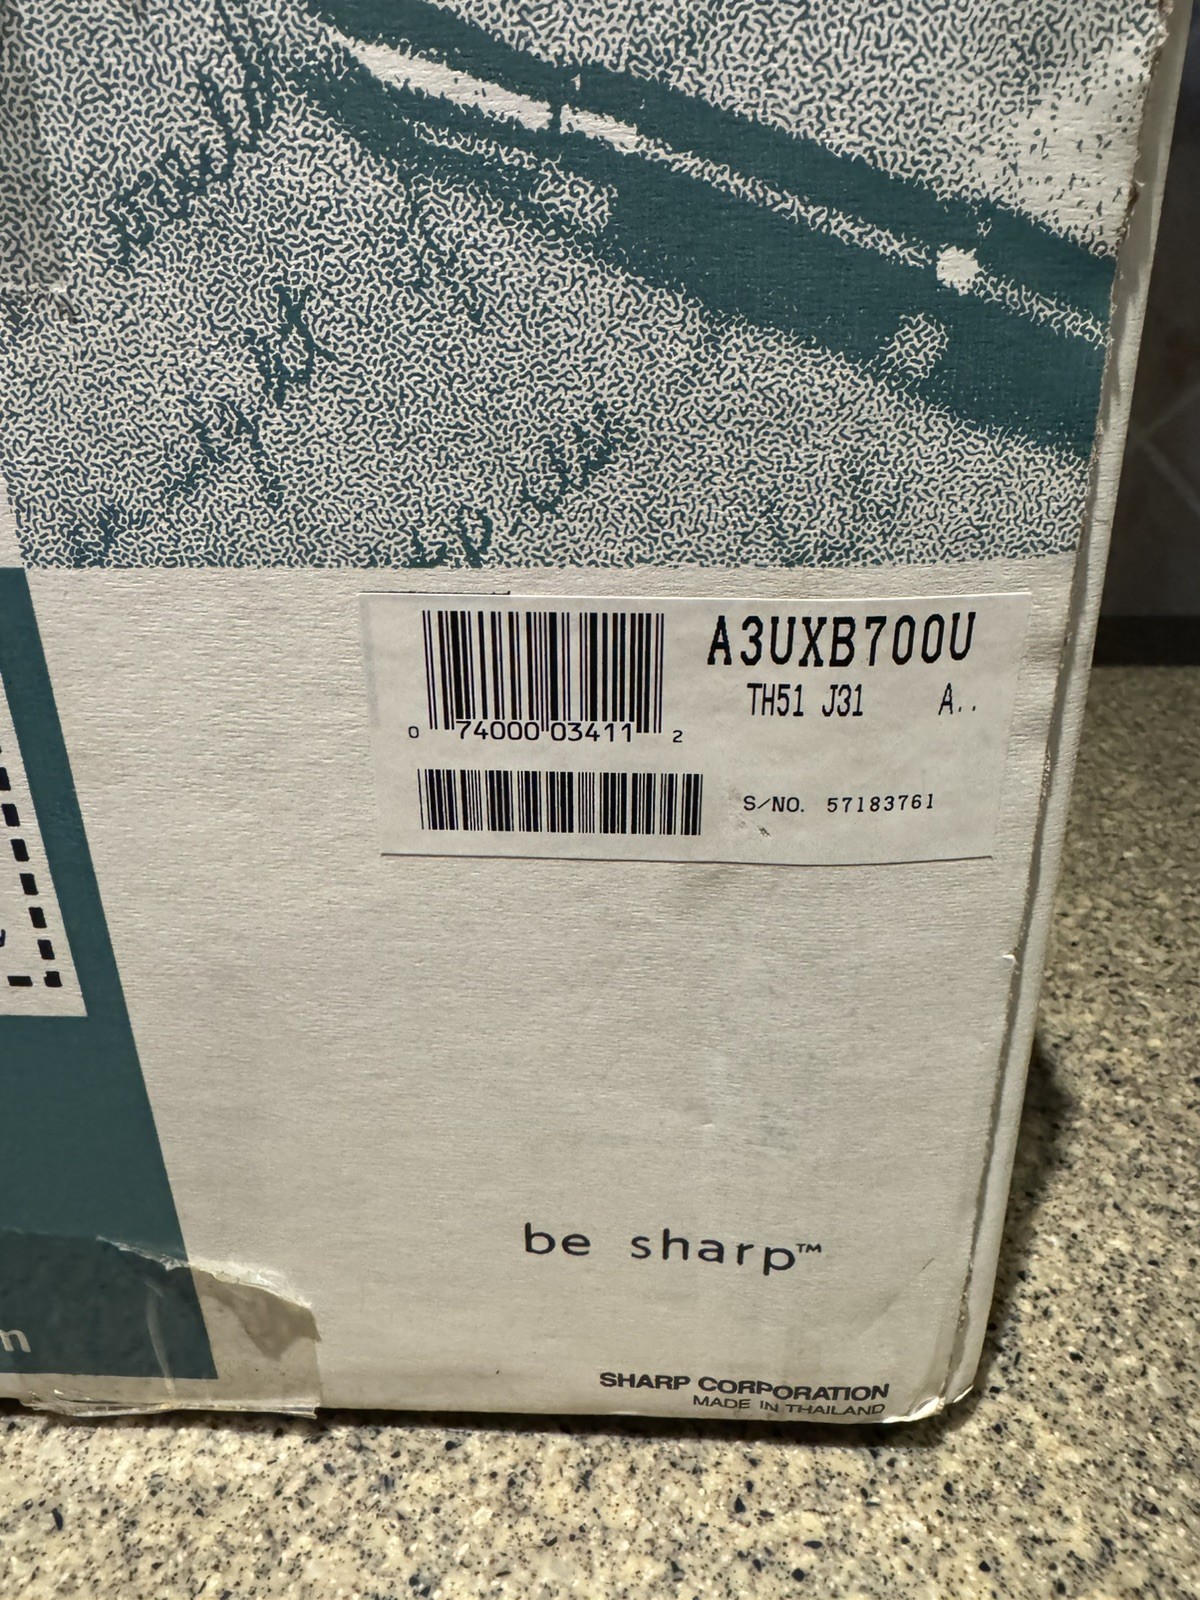 A3UXB700U
TH51 J31 A..
0 74000 03411 2
S/NO. 57183761
be sharp™
SHARP CORPORATION
MADE IN THAILAND